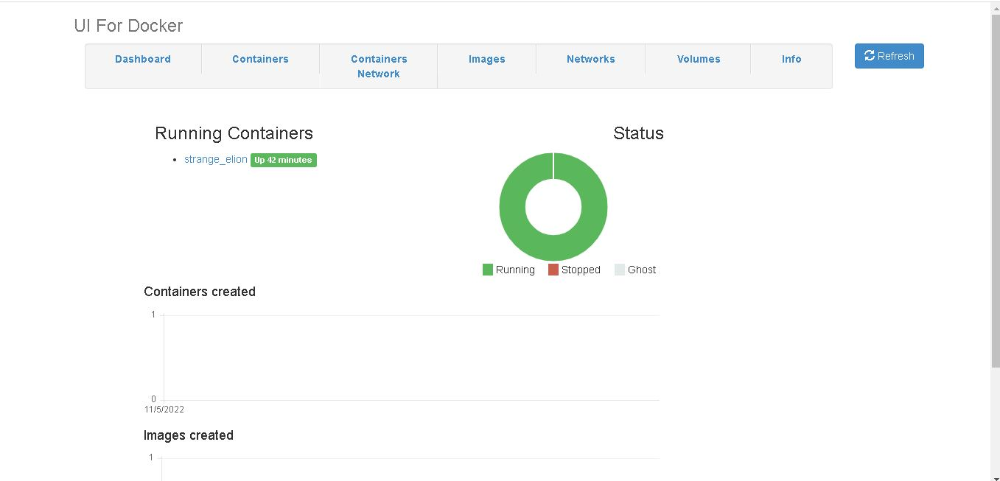 UI For Docker
Dashboard
Containers
Containers
Network
Images
Networks
Volumes
Info
Refresh
Running Containers
strange_elion Up 42 minutes
Status
Running Stopped Ghost
Containers created
1
0
11/5/2022
Images created
1